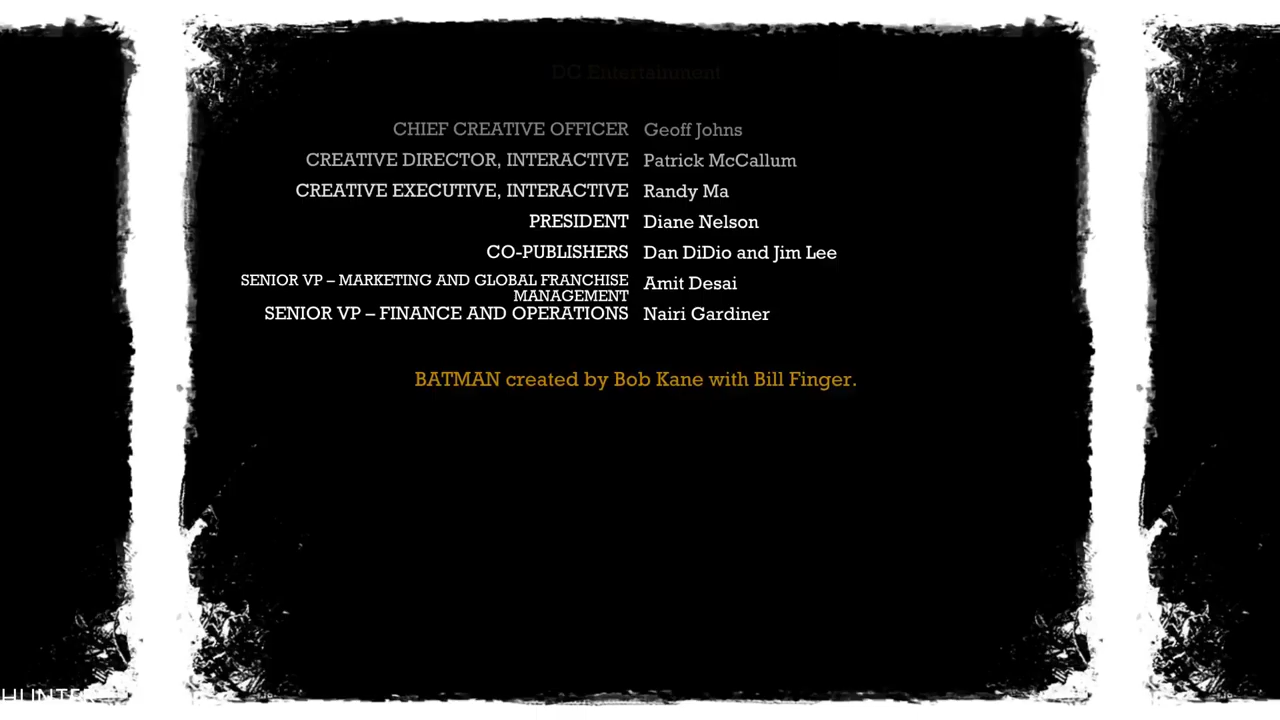 DC Entertainment
CHIEF CREATIVE OFFICER Geoff Johns
CREATIVE DIRECTOR, INTERACTIVE Patrick McCallum
CREATIVE EXECUTIVE, INTERACTIVE Randy Ma
PRESIDENT Diane Nelson
CO-PUBLISHERS Dan DiDio and Jim Lee
SENIOR VP – MARKETING AND GLOBAL FRANCHISE
MANAGEMENT Amit Desai
SENIOR VP – FINANCE AND OPERATIONS Nairi Gardiner
BATMAN created by Bob Kane with Bill Finger.